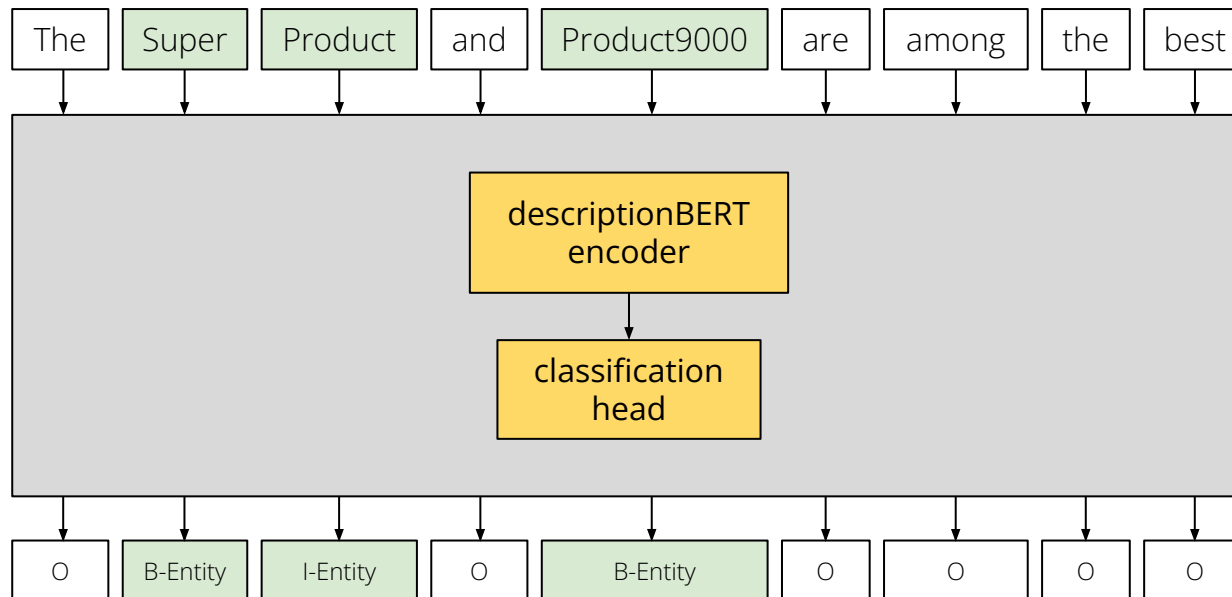 The Super Product and Product9000 are among the best
descriptionBERT
encoder
classification
head
O B-Entity I-Entity O B-Entity O O O O